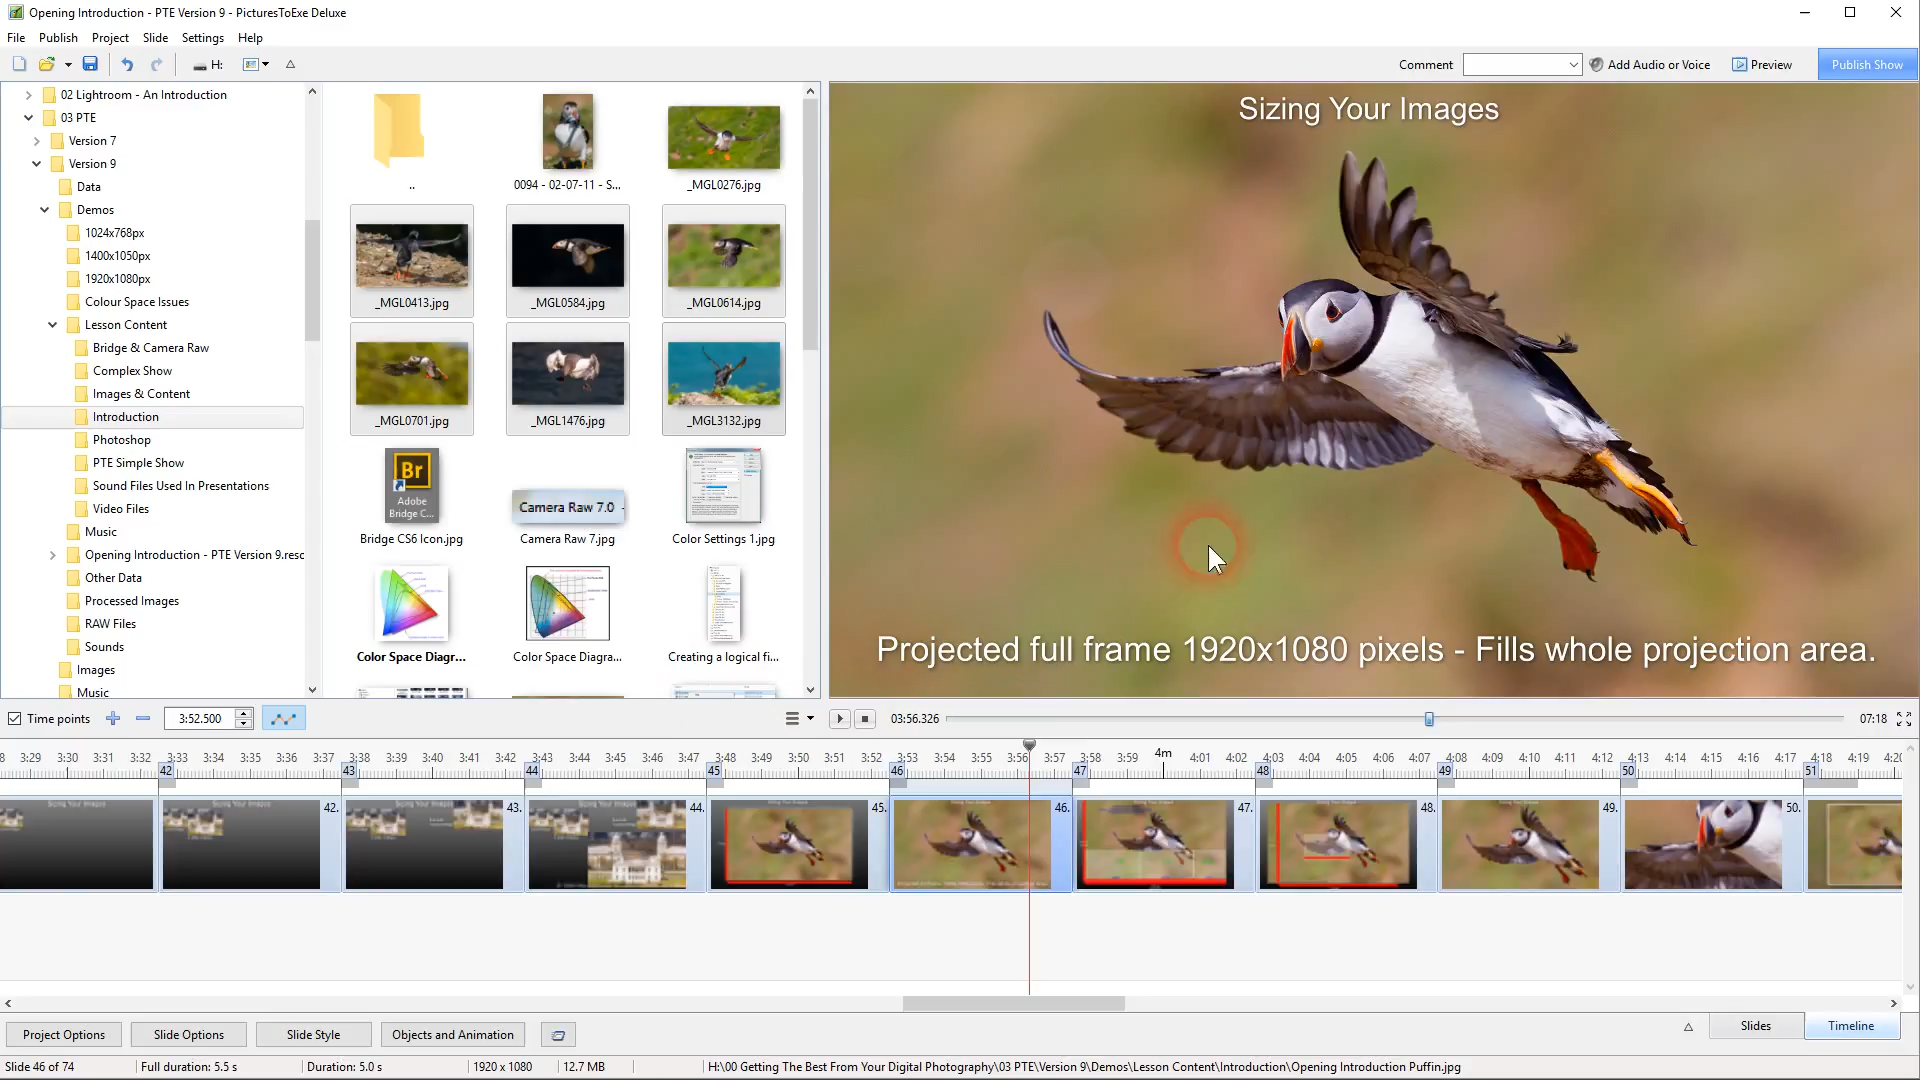 Opening Introduction - PTE Version 9 - PicturesToExe Deluxe
File Publish Project Slide Settings Help
H: Comment Add Audio or Voice Preview Publish Show
02 Lightroom - An Introduction
03 PTE
Version 7
Version 9
Data
Demos
1024x768px
1400x1050px
1920x1080px
Colour Space Issues
Lesson Content
Bridge & Camera Raw
Complex Show
Images & Content
Introduction
Photoshop
PTE Simple Show
Sound Files Used In Presentations
Video Files
Music
Opening Introduction - PTE Version 9.resc
Other Data
Processed Images
RAW Files
Sounds
Images
Music
..
0094 - 02-07-11 - S...
_MGL0276.jpg
_MGL0413.jpg
_MGL0584.jpg
_MGL0614.jpg
_MGL0701.jpg
_MGL1476.jpg
_MGL3132.jpg
Br
Adobe
Bridge C...
Bridge CS6 Icon.jpg
Camera Raw 7.0
Camera Raw 7.jpg
Color Settings 1.jpg
Color Space Diagr...
Color Space Diagra...
Creating a logical fi...
Sizing Your Images
Projected full frame 1920x1080 pixels - Fills whole projection area.
Time points 3:52.500 03:56.326 07:18
3:29 3:30 3:31 3:32 3:33 3:34 3:35 3:36 3:37 3:38 3:39 3:40 3:41 3:42 3:43 3:44 3:45 3:46 3:47 3:48 3:49 3:50 3:51 3:52 3:53 3:54 3:55 3:56 3:57 3:58 3:59 4m 4:01 4:02 4:03 4:04 4:05 4:06 4:07 4:08 4:09 4:10 4:11 4:12 4:13 4:14 4:15 4:16 4:17 4:18 4:19 4:20
42 43 44 45 46 47 48 49 50 51
42. 43. 44. 45. 46. 47. 48. 49. 50.
Sizing Your Images Sizing Your Images Sizing Your Images
Project Options Slide Options Slide Style Objects and Animation Slides Timeline
Slide 46 of 74 Full duration: 5.5 s Duration: 5.0 s 1920 x 1080 12.7 MB H:\00 Getting The Best From Your Digital Photography\03 PTE\Version 9\Demos\Lesson Content\Introduction\Opening Introduction Puffin.jpg